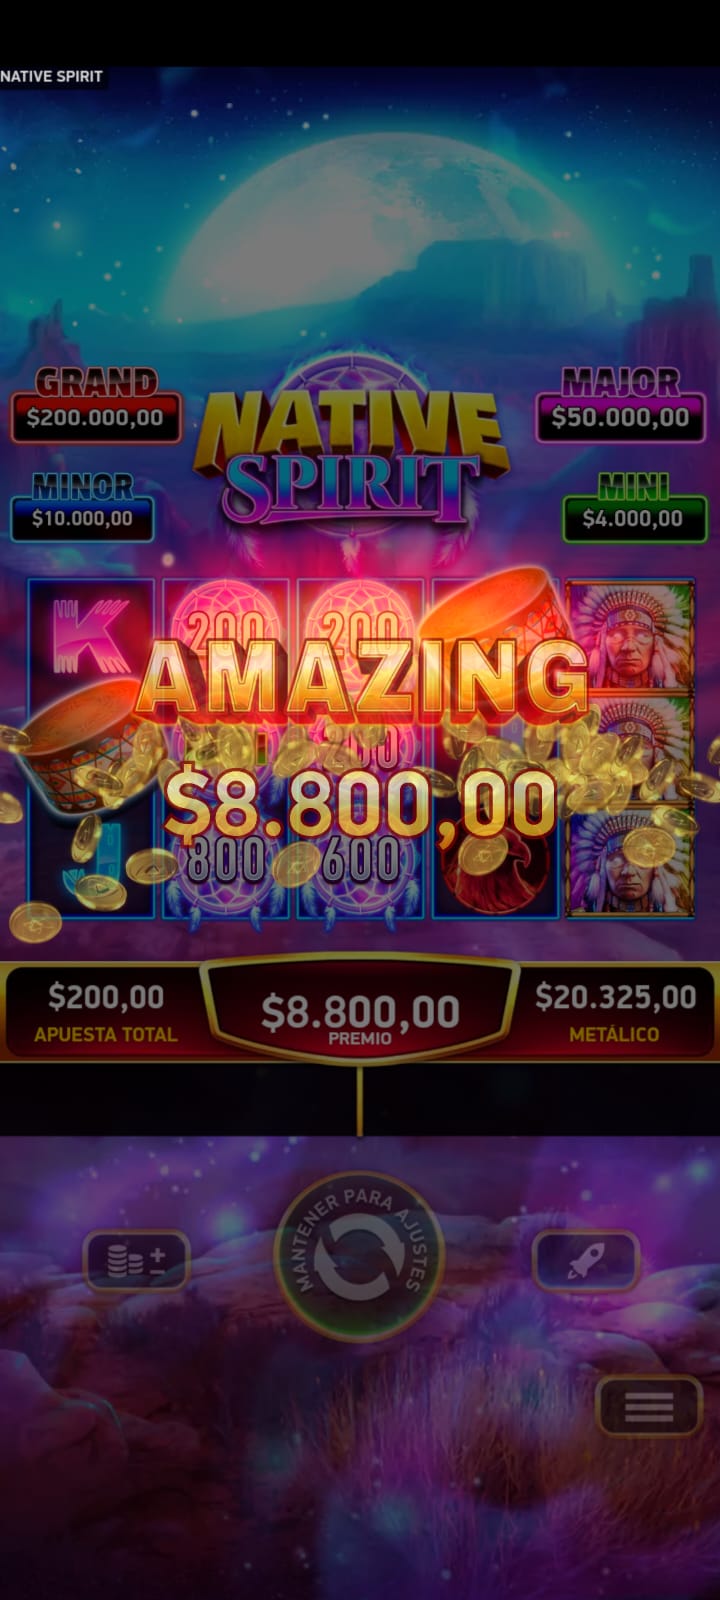 NATIVE SPIRIT
GRAND
$200.000,00
MAJOR
$50.000,00
NATIVE
SPIRIT
MINOR
$10.000,00
MINI
$4.000,00
K
200
200
AMAZING
200
$8.800,00
800
600
J
$200,00
APUESTA TOTAL
$8.800,00
PREMIO
$20.325,00
METÁLICO
MANTENER PARA AJUSTES